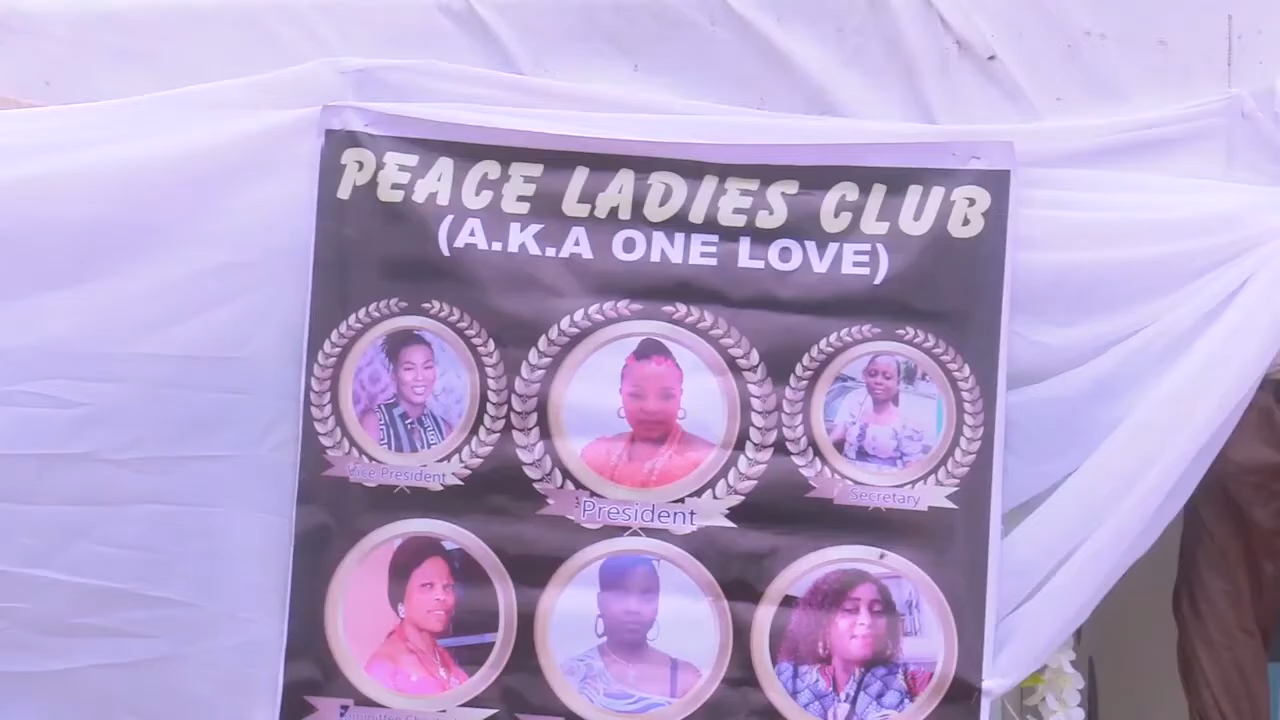 PEACE LADIES CLUB
(A.K.A ONE LOVE)
Vice President
President
Secretary